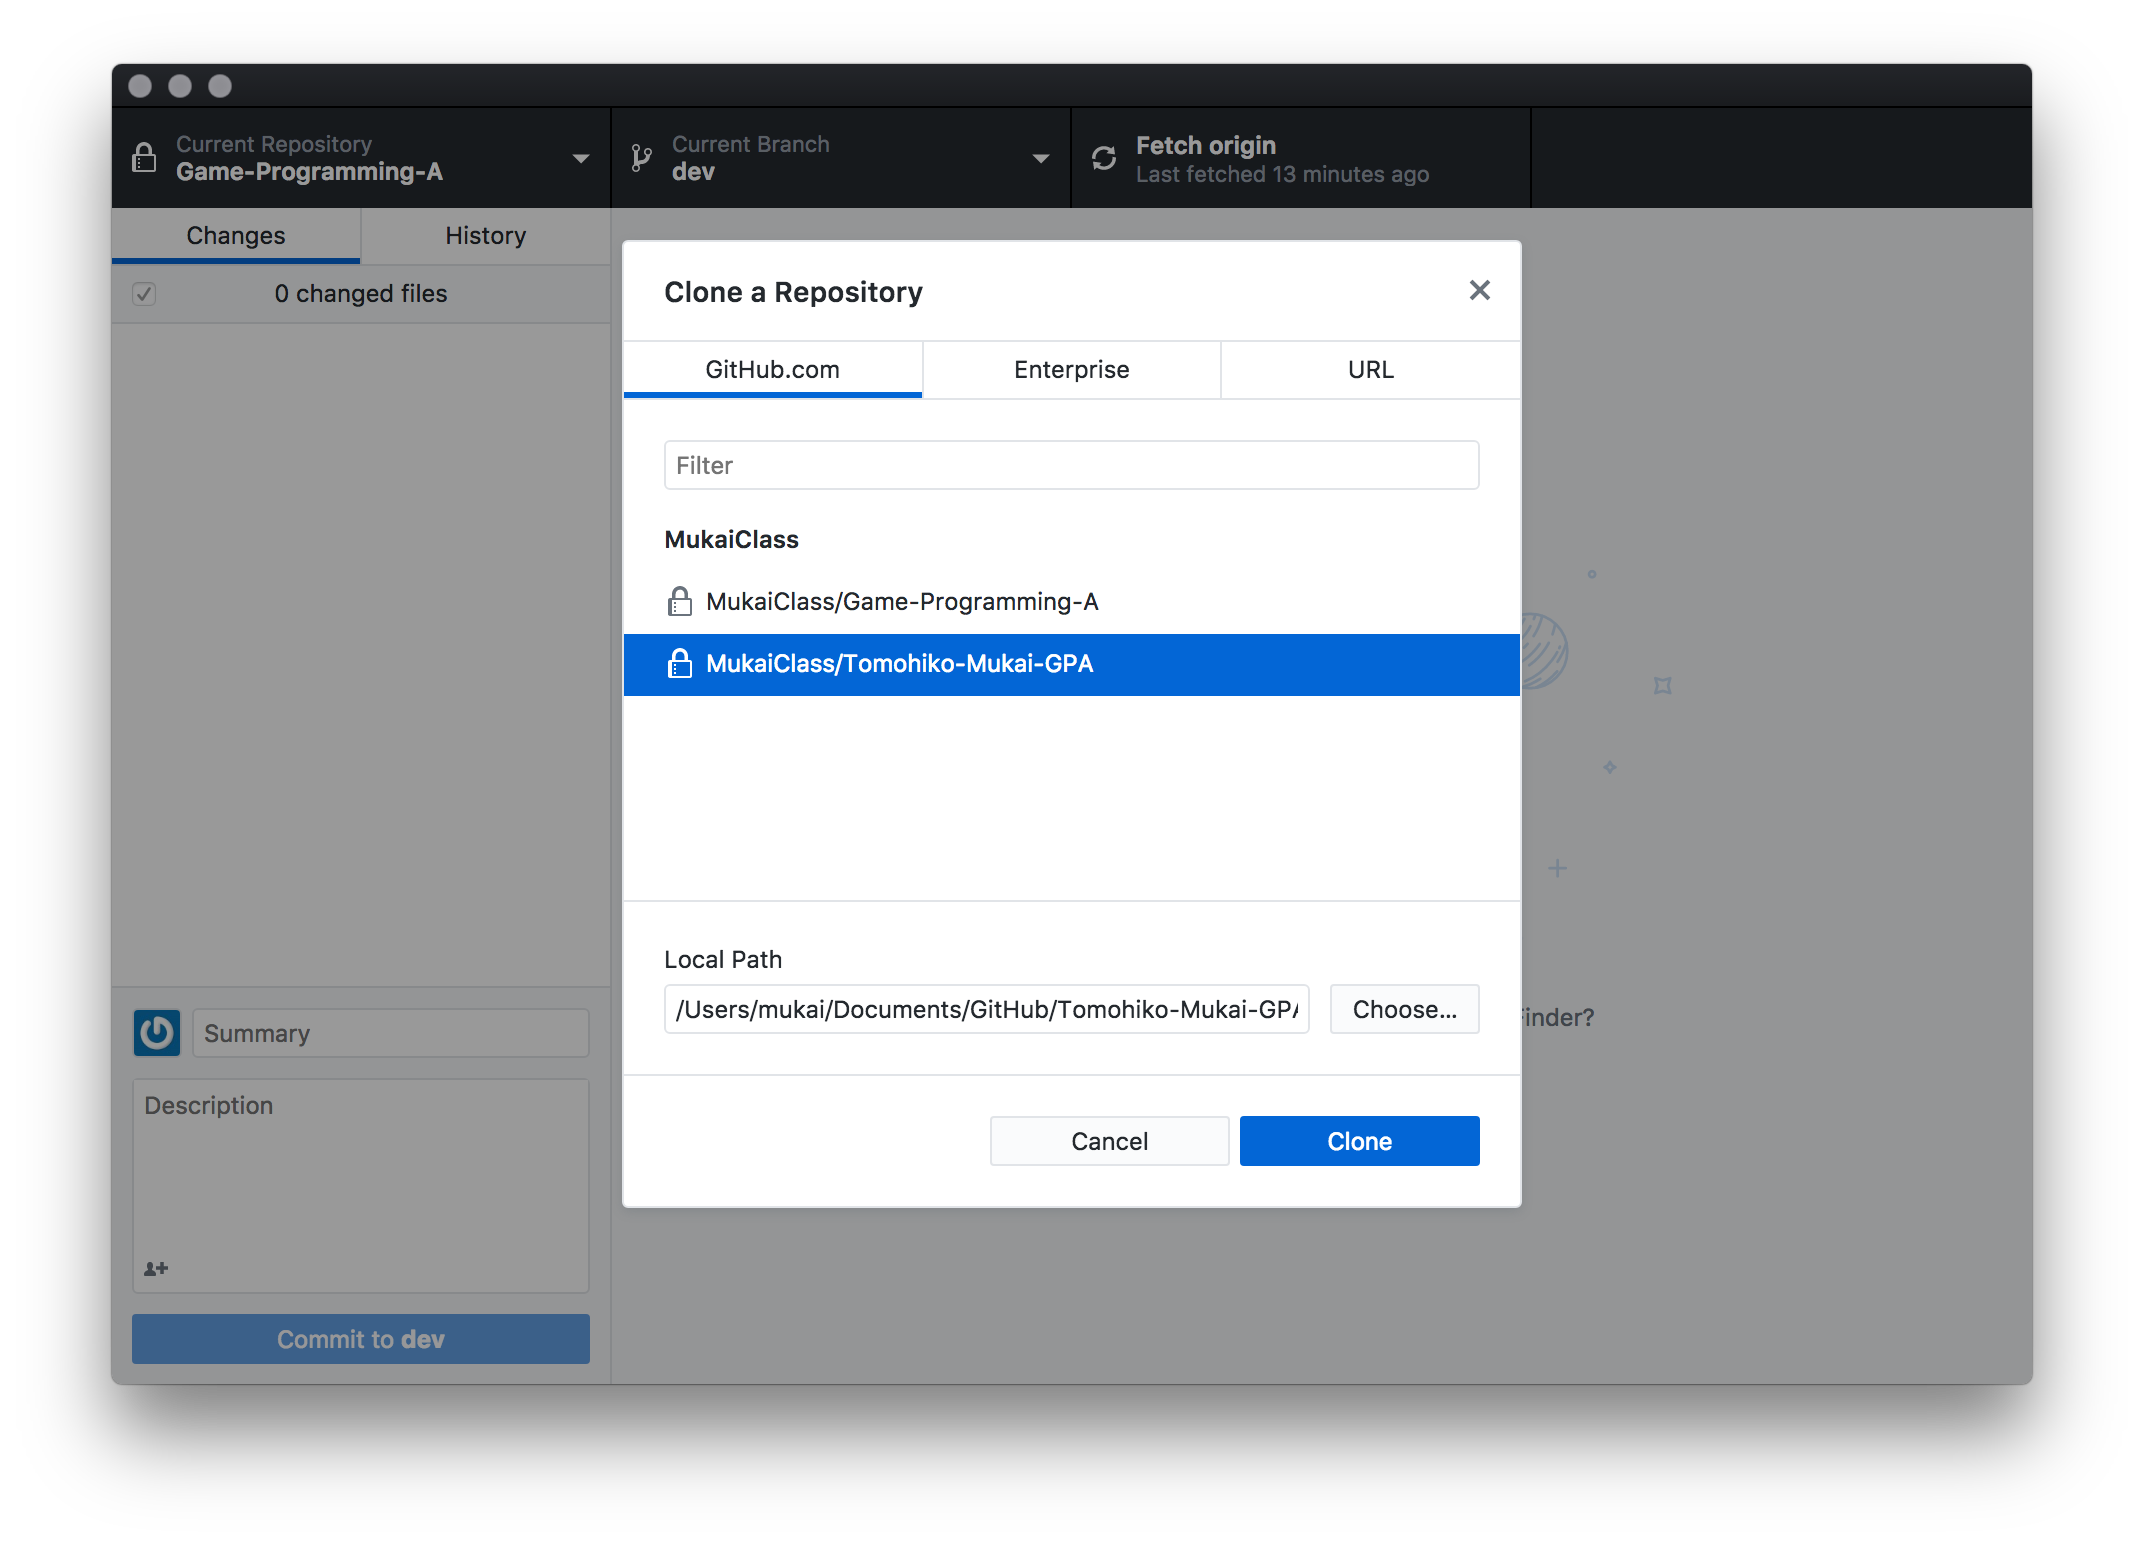 Current Repository
Game-Programming-A
Current Branch
dev
Fetch origin
Last fetched 13 minutes ago
Changes
History
0 changed files
Clone a Repository
GitHub.com
Enterprise
URL
Filter
MukaiClass
MukaiClass/Game-Programming-A
MukaiClass/Tomohiko-Mukai-GPA
Local Path
/Users/mukai/Documents/GitHub/Tomohiko-Mukai-GPA
Choose...
Finder?
Cancel
Clone
Summary
Description
Commit to dev